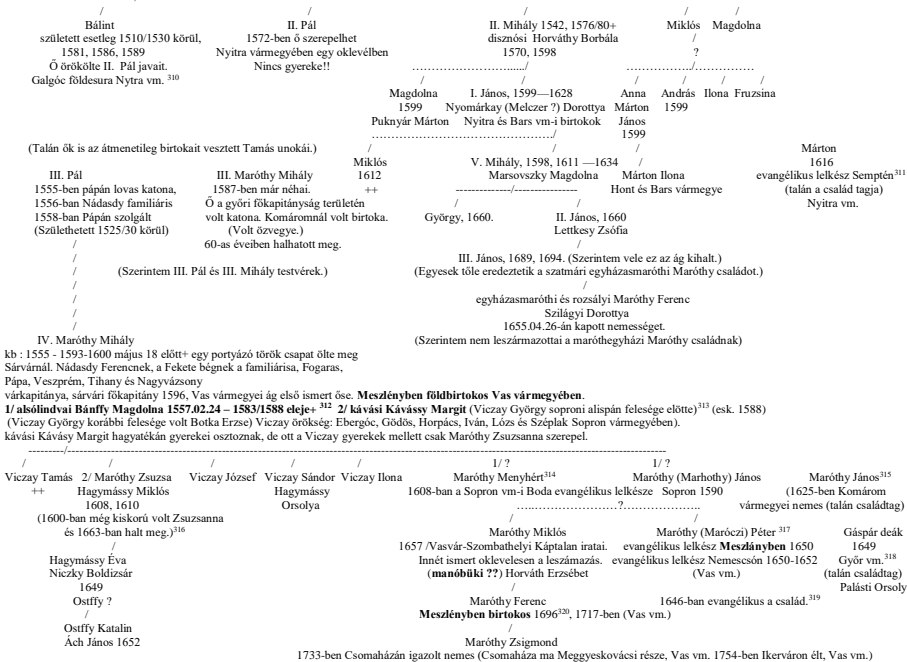 / / / / /
Bálint II. Pál II. Mihály 1542, 1576/80+ Miklós Magdolna
született esetleg 1510/1530 körül, 1572-ben ő szerepelhet disznósi Horváthy Borbála /
1581, 1586, 1589 Nyitra vármegyében egy oklevélben 1570, 1598 ?
Ő örökölte II. Pál javait. Nincs gyereke!! ……………………....../ ……………../……………
Galgóc földesura Nytra vm. 310 / / / / / /
Magdolna I. János, 1599—1628 Anna András Ilona Fruzsina
1599 Nyomárkay (Melczer ?) Dorottya Márton 1599
Puknyár Márton Nyitra és Bars vm-i birtokok János
…………………………………………/ 1599
(Talán ők is az átmenetileg birtokait vesztett Tamás unokái.) / / / Márton
Miklós V. Mihály, 1598, 1611 —1634 / 1616
III. Pál III. Maróthy Mihály 1612 Marsovszky Magdolna Márton Ilona evangélikus lelkész Semptén311
1555-ben pápán lovas katona, 1587-ben már néhai. ++ --------------/---------------- Hont és Bars vármegye (talán a család tagja)
1556-ban Nádasdy familiáris Ő a győri főkapitányság területén / / Nyitra vm.
1558-ban Pápán szolgált volt katona. Komáromnál volt birtoka. György, 1660. II. János, 1660
(Születhetett 1525/30 körül) (Volt özvegye.) Lettkesy Zsófia
/ 60-as éveiben halhatott meg. /
/ III. János, 1689, 1694. (Szerintem vele ez az ág kihalt.)
/ (Szerintem III. Pál és III. Mihály testvérek.) (Egyesek tőle eredeztetik a szatmári egyházasmaróthi Maróthy családot.)
/ /
/ egyházasmaróthi és rozsályi Maróthy Ferenc
/ Szilágyi Dorottya
/ 1655.04.26-án kapott nemességet.
IV. Maróthy Mihály (Szerintem nem leszármazottai a maróthegyházi Maróthy családnak)
kb : 1555 - 1593-1600 május 18 előtt+ egy portyázó török csapat ölte meg
Sárvárnál. Nádasdy Ferencnek, a Fekete bégnek a familiárisa, Fogaras,
Pápa, Veszprém, Tihany és Nagyvázsony
várkapitánya, sárvári főkapitány 1596, Vas vármegyei ág első ismert őse. Meszlényben földbirtokos Vas vármegyében.
1/ alsólindvai Bánffy Magdolna 1557.02.24 – 1583/1588 eleje+ 312 2/ kávási Kávássy Margit (Viczay György soproni alispán felesége elötte)313 (esk. 1588)
(Viczay György korábbi felesége volt Botka Erzse) Viczay örökség: Ebergöc, Gödös, Horpács, Iván, Lózs és Széplak Sopron vármegyében).
kávási Kávásy Margit hagyatékán gyerekei osztoznak, de ott a Viczay gyerekek mellett csak Maróthy Zsuzsanna szerepel.
---------/------------------------------------------------------------------------------------------------
/ / / / / 1/ ? 1/ ?
Viczay Tamás 2/ Maróthy Zsuzsa Viczay József Viczay Sándor Viczay Ilona Maróthy Menyhért314 Maróthy (Marhothy) János Maróthy János315
++ Hagymássy Miklós Hagymássy 1608-ban a Sopron vm-i Boda evangélikus lelkésze Sopron 1590 (1625-ben Komárom
1608, 1610 Orsolya ….………………?………………….. vármegyei nemes (talán családtag)
(1600-ban még kiskorú volt Zsuzsanna / /
és 1663-ban halt meg.)316 Maróthy Miklós Maróthy (Maróczi) Péter 317 Gáspár deák
/ 1657 /Vasvár-Szombathelyi Káptalan iratai. evangélikus lelkész Meszlányben 1650 1649
Hagymássy Éva Innét ismert oklevelesen a leszámazás. evangélikus lelkész Nemescsón 1650-1652 Győr vm.318
Niczky Boldizsár (manóbüki ??) Horváth Erzsébet (Vas vm.) (talán családtag)
1649 / Palásti Orsoly
Ostffy ? Maróthy Ferenc 1646-ban evangélikus a család.319
/ Meszlényben birtokos 1696320, 1717-ben (Vas vm.)
Ostffy Katalin /
Ách János 1652 Maróthy Zsigmond
1733-ben Csomaházán igazolt nemes (Csomaháza ma Meggyeskovácsi része, Vas vm. 1754-ben Ikerváron élt, Vas vm.)